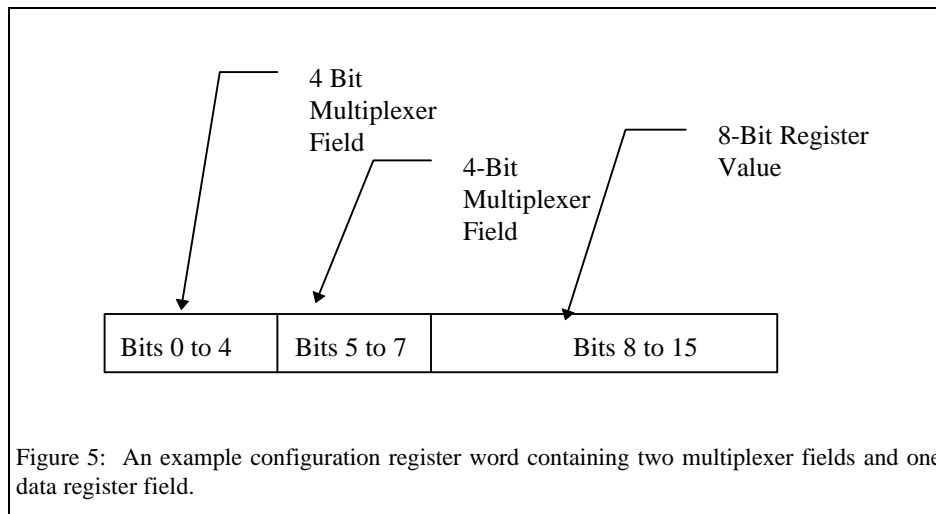 4 Bit
Multiplexer
Field
4-Bit
Multiplexer
Field
8-Bit Register
Value
Bits 0 to 4
Bits 5 to 7
Bits 8 to 15
Figure 5: An example configuration register word containing two multiplexer fields and one
data register field.